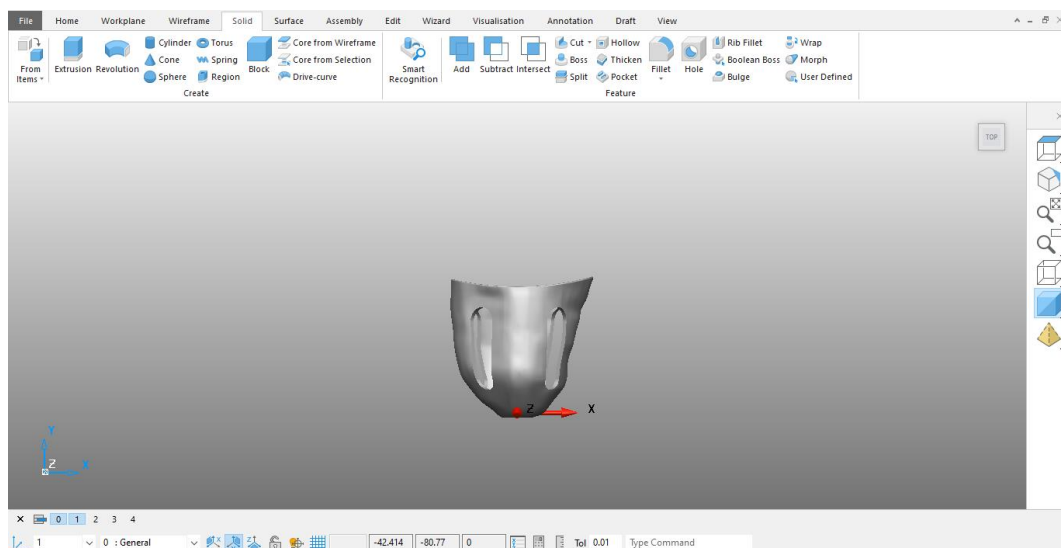 File Home Workplane Wireframe Solid Surface Assembly Edit Wizard Visualisation Annotation Draft View
From Items
Extrusion
Revolution
Cylinder
Cone
Sphere
Torus
Spring
Region
Block
Core from Wireframe
Core from Selection
Drive-curve
Create
Smart Recognition
Add
Subtract
Intersect
Cut
Boss
Split
Hollow
Thicken
Pocket
Fillet
Hole
Rib Fillet
Boolean Boss
Bulge
Wrap
Morph
User Defined
Feature
TOP
Z X
Y
Z X
0 1 2 3 4
1 0 : General -42.414 -80.77 0 Tol 0.01 Type Command